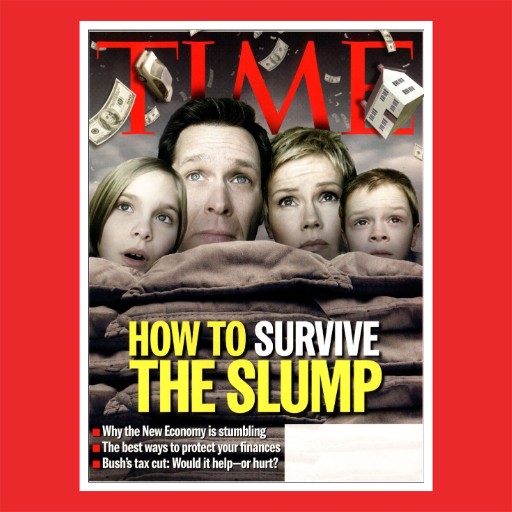 TIME
HOW TO SURVIVE
THE SLUMP
Why the New Economy is stumbling
The best ways to protect your finances
Bush's tax cut: Would it help—or hurt?